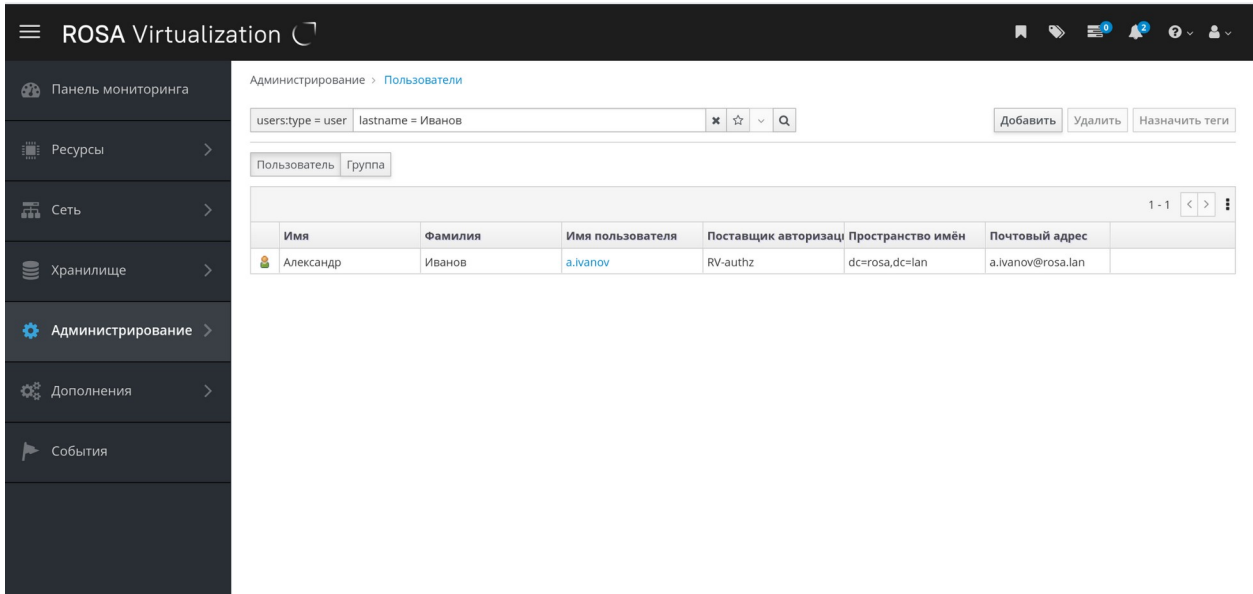 ROSA Virtualization
0
2
Панель мониторинга
Ресурсы
Сеть
Хранилище
Администрирование
Дополнения
События
Администрирование > Пользователи
users:type = user lastname = Иванов
Добавить Удалить Назначить теги
Пользователь Группа
1 - 1
Имя Фамилия Имя пользователя Поставщик авторизаці Пространство имён Почтовый адрес
Александр Иванов a.ivanov RV-authz dc=rosa,dc=lan a.ivanov@rosa.lan